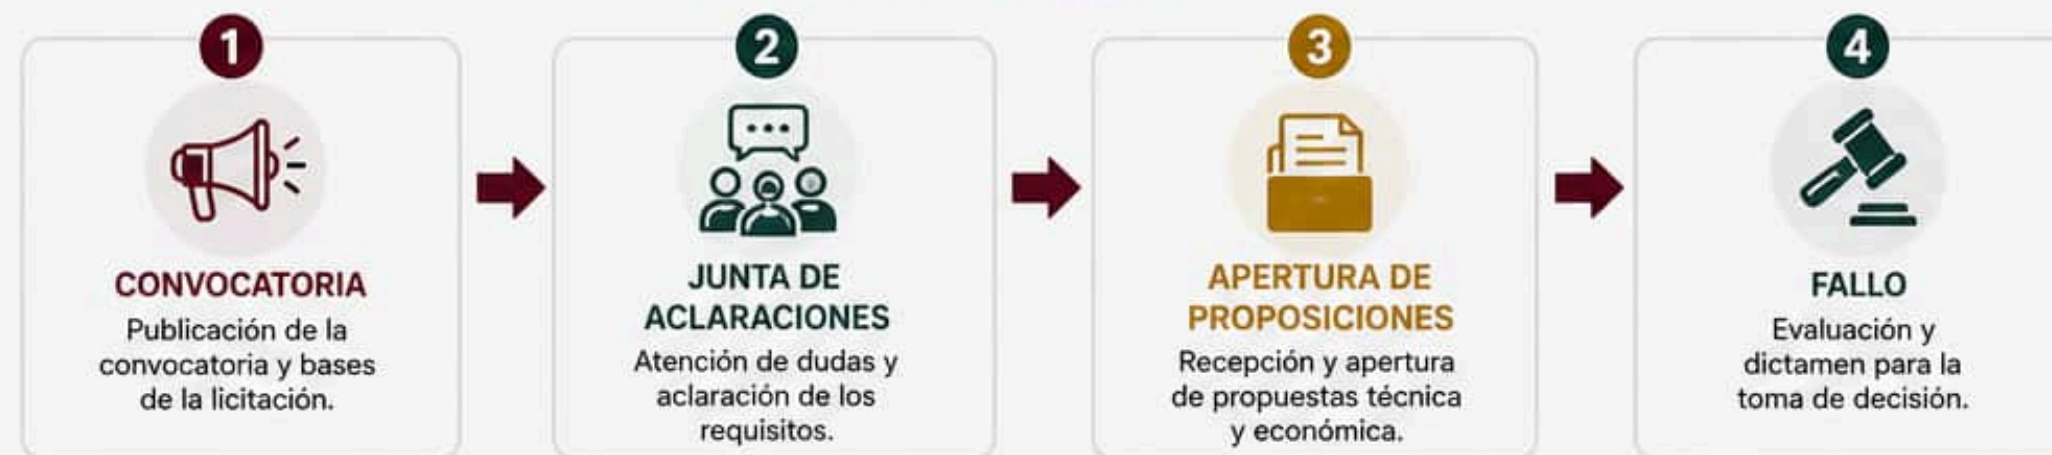 1
CONVOCATORIA
Publicación de la
convocatoria y bases
de la licitación.
2
JUNTA DE
ACLARACIONES
Atención de dudas y
aclaración de los
requisitos.
3
APERTURA DE
PROPOSICIONES
Recepción y apertura
de propuestas técnica
y económica.
4
FALLO
Evaluación y
dictamen para la
toma de decisión.